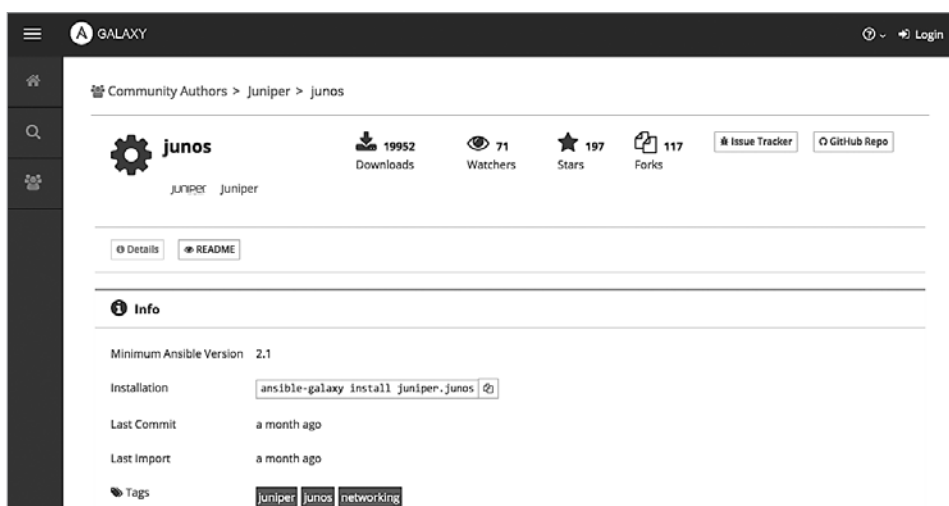 A GALAXY
Login
Community Authors > Juniper > junos
junos
19952
Downloads
71
Watchers
197
Stars
117
Forks
Issue Tracker
GitHub Repo
JUNIPER Juniper
Details
README
Info
Minimum Ansible Version 2.1
Installation ansible-galaxy install juniper.junos
Last Commit a month ago
Last Import a month ago
Tags juniper junos networking